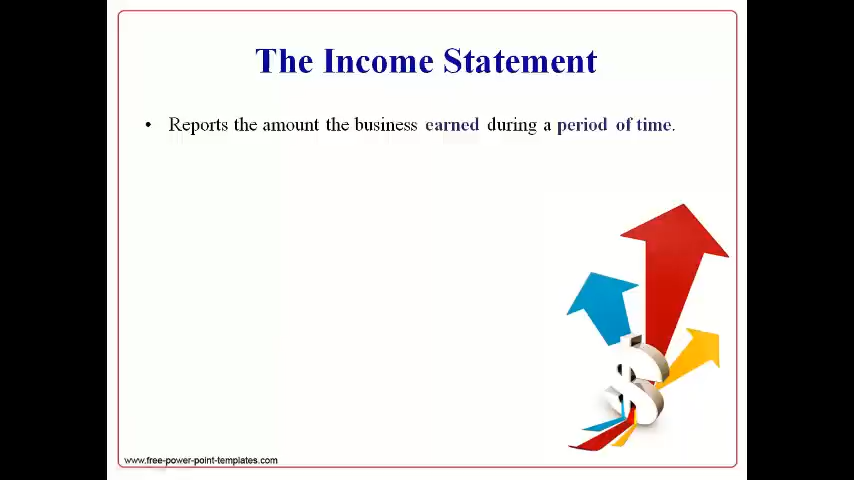 The Income Statement
• Reports the amount the business earned during a period of time.
www.free-power-point-templates.com